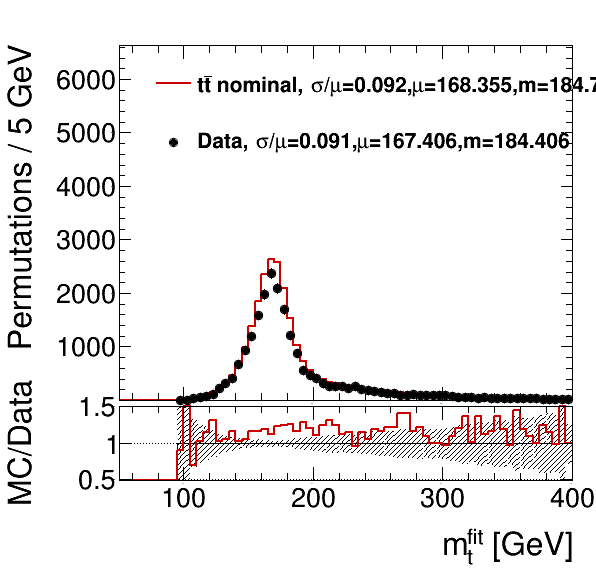 6000
5000
4000
3000
2000
1000
Permutations / 5 GeV
tt̄ nominal, σ/μ=0.092,μ=168.355,m=184.7
Data, σ/μ=0.091,μ=167.406,m=184.406
1.5
1
0.5
MC/Data
100 200 300 400
m_t^fit [GeV]